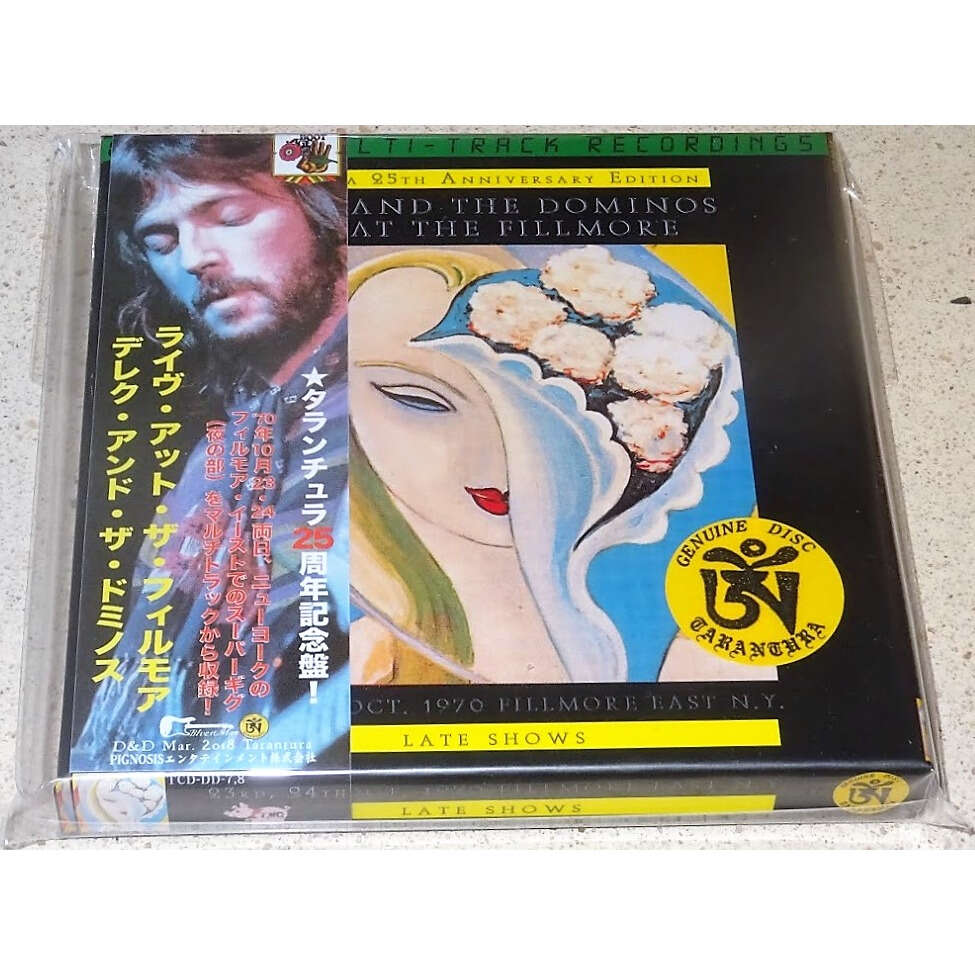 BOOT
LTI-TRACK RECORDINGS
A 25TH ANNIVERSARY EDITION
AND THE DOMINOS
AT THE FILLMORE
ライヴ・アット・ザ・フィルモア
デレク・アンド・ザ・ドミノス
★タランチュラ25周年記念盤!
'70年10月23・24両日、ニューヨークの
フィルモア・イーストでのスーパーギグ
(夜の部)をマルチトラックから収録!
GENUINE DISC
TARANTURA
OCT. 1970 FILLMORE EAST N.Y.
LATE SHOWS
D&D Mar. 2018 Tarantura
PIGNOSISエンタテインメント株式会社
TCD-DD-7,8
23RD, 24TH
LATE SHOWS
GENUINE DISC